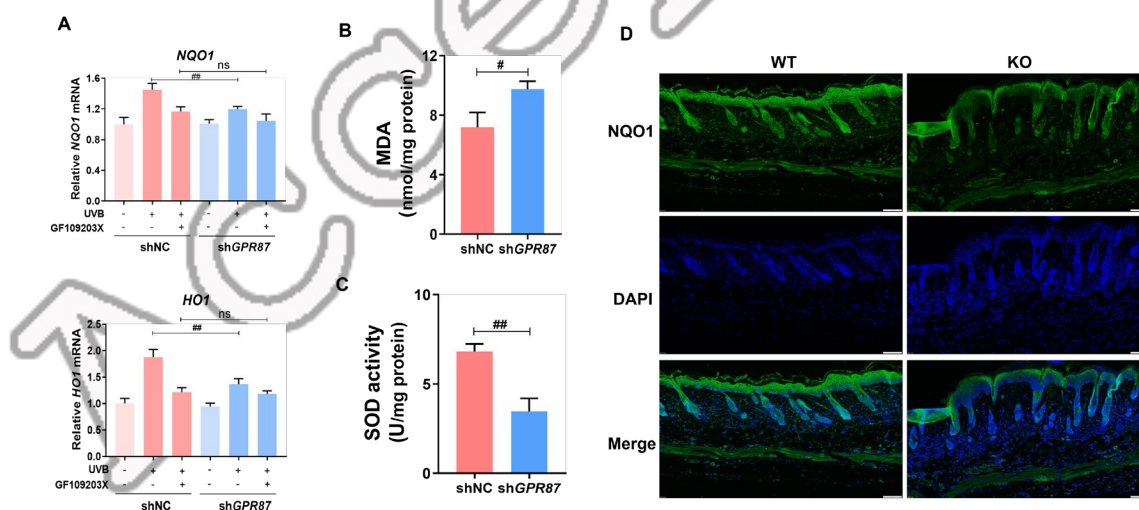 A
NQO1
ns
##
Relative NQO1 mRNA
1.6
1.2
0.8
0.4
0.0
- + + - + + UVB
- - + - - + GF109203X
shNC shGPR87
HO1
ns
##
Relative HO1 mRNA
2.5
2.0
1.5
1.0
0.5
0.0
- + + - + + UVB
- - + - - + GF109203X
shNC shGPR87
B
#
MDA
(nmol/mg protein)
12
9
6
3
0
shNC shGPR87
C
##
SOD activity
(U/mg protein)
10
5
0
shNC shGPR87
D
WT KO
NQO1
DAPI
Merge